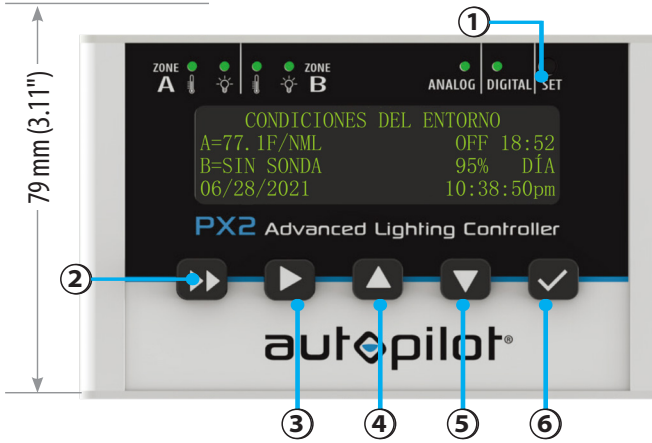 1
79 mm (3.11")
ZONE A
ZONE B
ANALOG DIGITAL SET
CONDICIONES DEL ENTORNO
A=77.1F/NML OFF 18:52
B=SIN SONDA 95% DÍA
06/28/2021 10:38:50pm
PX2 Advanced Lighting Controller
2
autopilot®
3 4 5 6